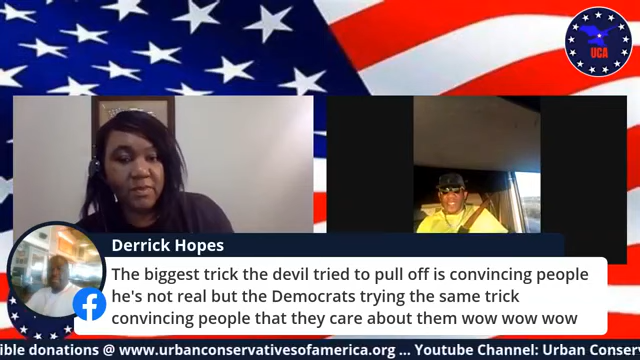 UCA
Derrick Hopes
The biggest trick the devil tried to pull off is convincing people
he's not real but the Democrats trying the same trick
convincing people that they care about them wow wow wow
ible donations @ www.urbanconservativesofamerica.org ... Youtube Channel: Urban Conser